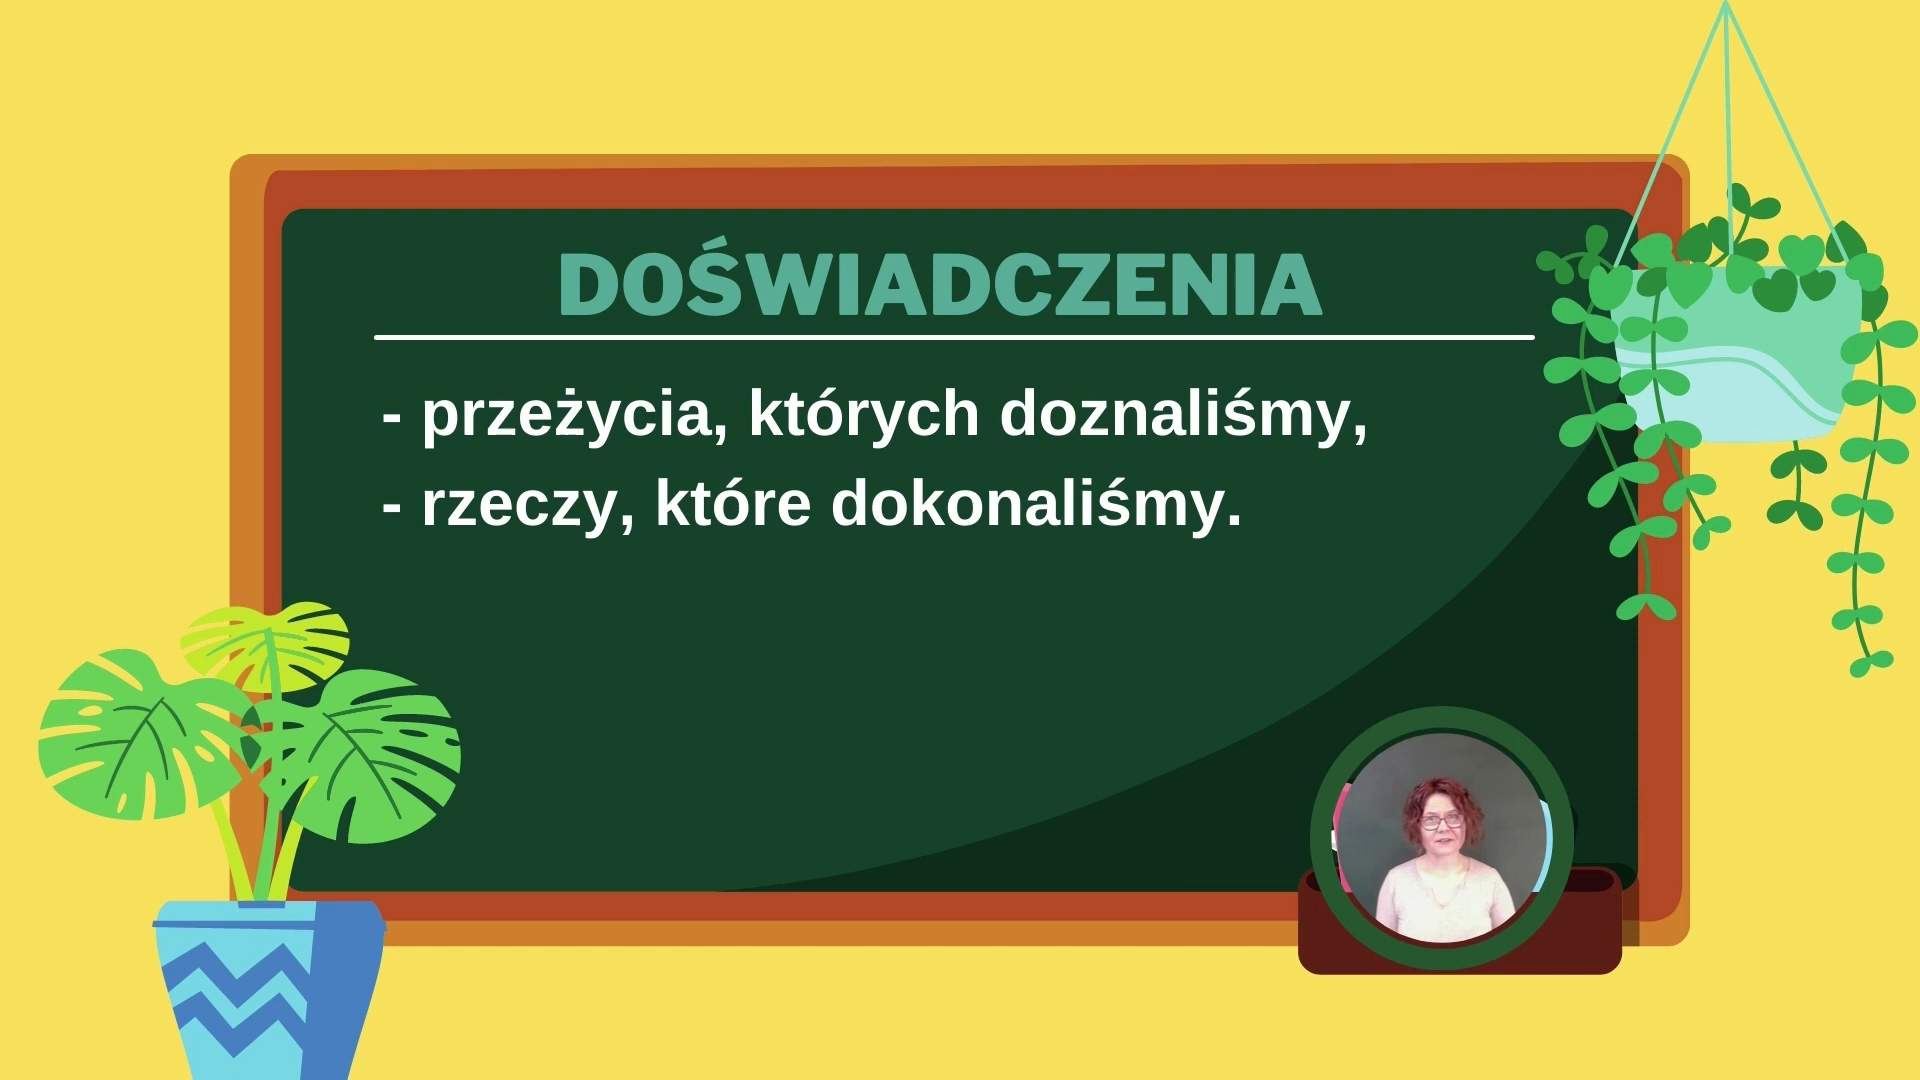 DOŚWIADCZENIA
- przeżycia, których doznaliśmy,
- rzeczy, które dokonaliśmy.